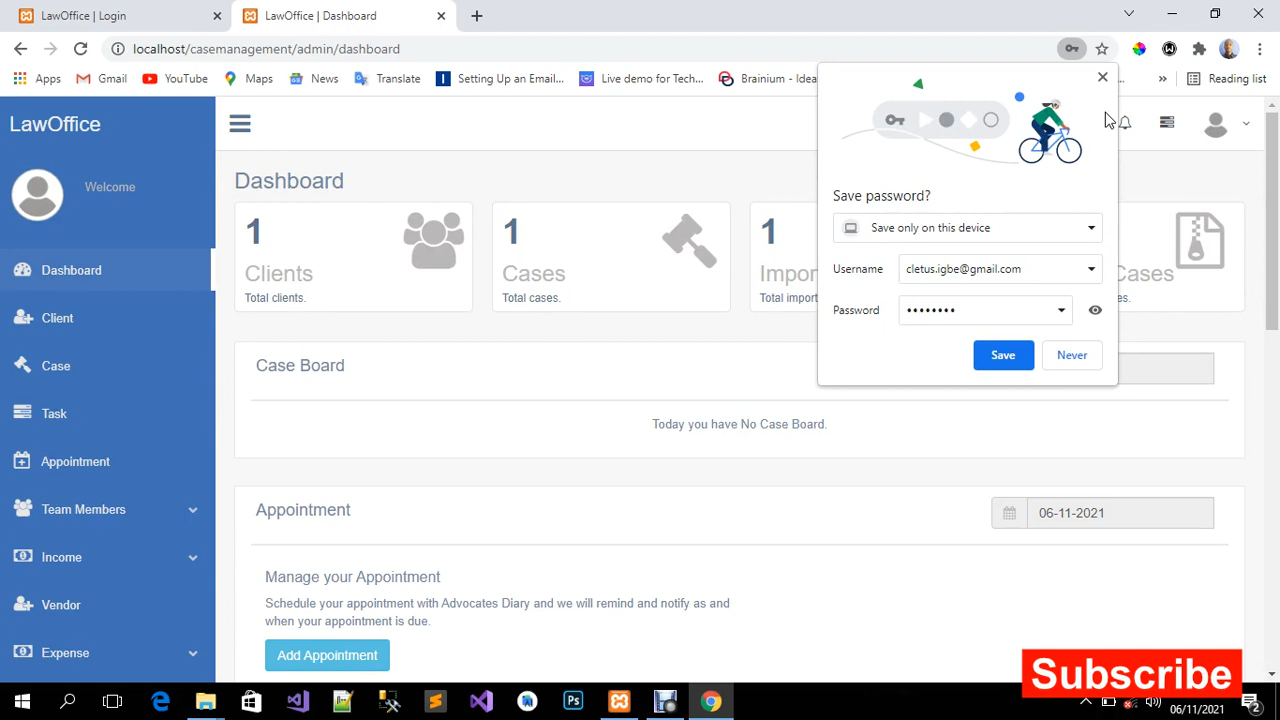 LawOffice | Login
LawOffice | Dashboard
localhost/casemanagement/admin/dashboard
Apps
Gmail
YouTube
Maps
News
Translate
Setting Up an Email...
Live demo for Tech...
Brainium - Idea
»
Reading list
LawOffice
Welcome
Dashboard
Client
Case
Task
Appointment
Team Members
Income
Vendor
Expense
Dashboard
1
Clients
Total clients.
1
Cases
Total cases.
1
Impor
Total import
Cases
es.
Save password?
Save only on this device
Username
cletus.igbe@gmail.com
Password
••••••••
Save
Never
Case Board
Today you have No Case Board.
Appointment
06-11-2021
Manage your Appointment
Schedule your appointment with Advocates Diary and we will remind and notify as and
when your appointment is due.
Add Appointment
Subscribe
06/11/2021
2